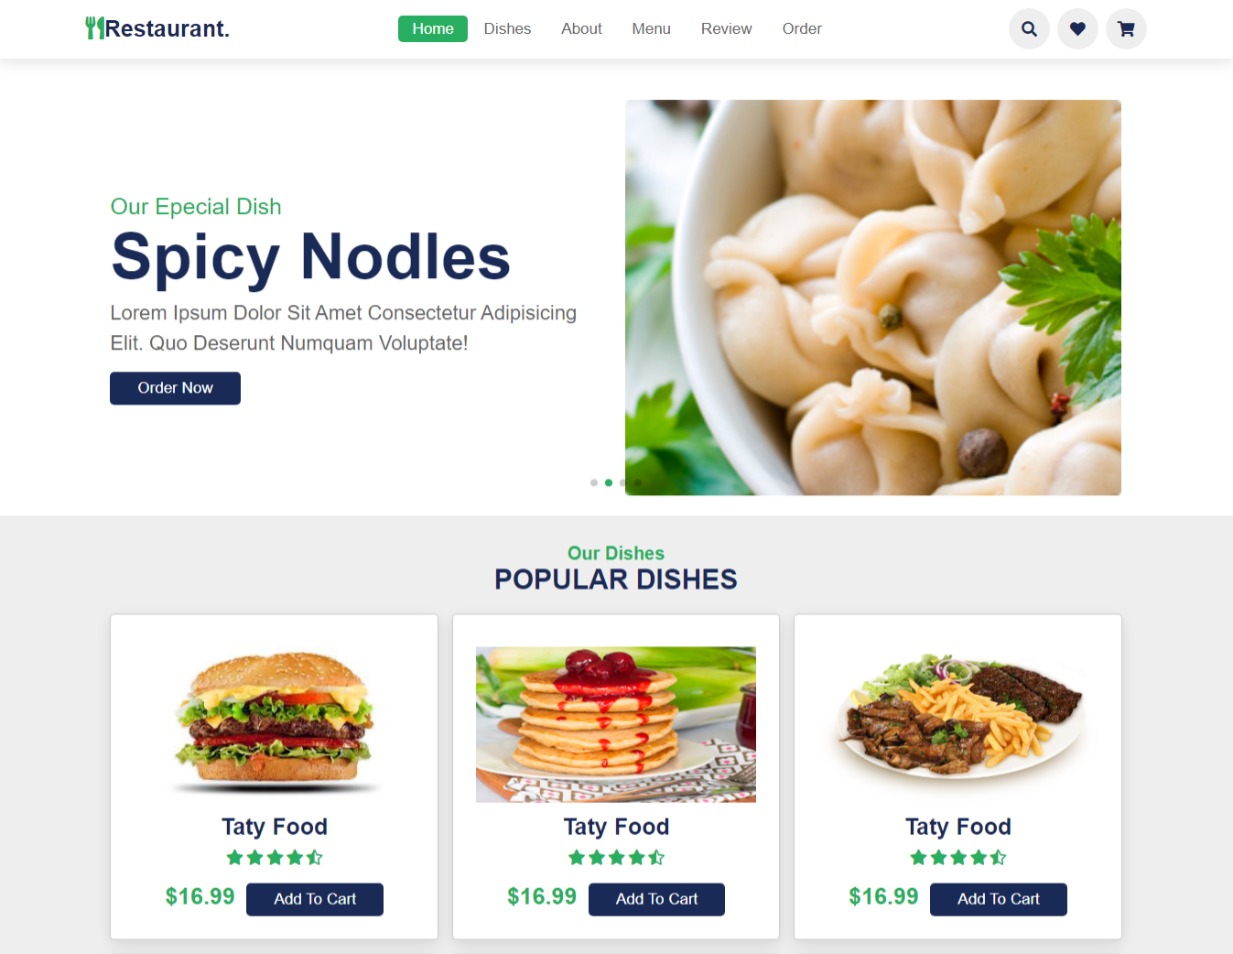 Restaurant.
Home Dishes About Menu Review Order
Our Epecial Dish
Spicy Nodles
Lorem Ipsum Dolor Sit Amet Consectetur Adipisicing
Elit. Quo Deserunt Numquam Voluptate!
Order Now
Our Dishes
POPULAR DISHES
Taty Food
$16.99 Add To Cart
Taty Food
$16.99 Add To Cart
Taty Food
$16.99 Add To Cart